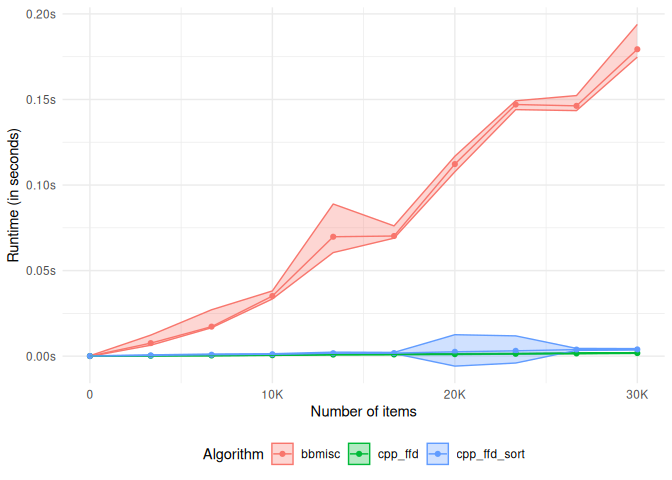 0.20s
0.15s
0.10s
0.05s
0.00s
Runtime (in seconds)
0 10K 20K 30K
Number of items
Algorithm bbmisc cpp_ffd cpp_ffd_sort